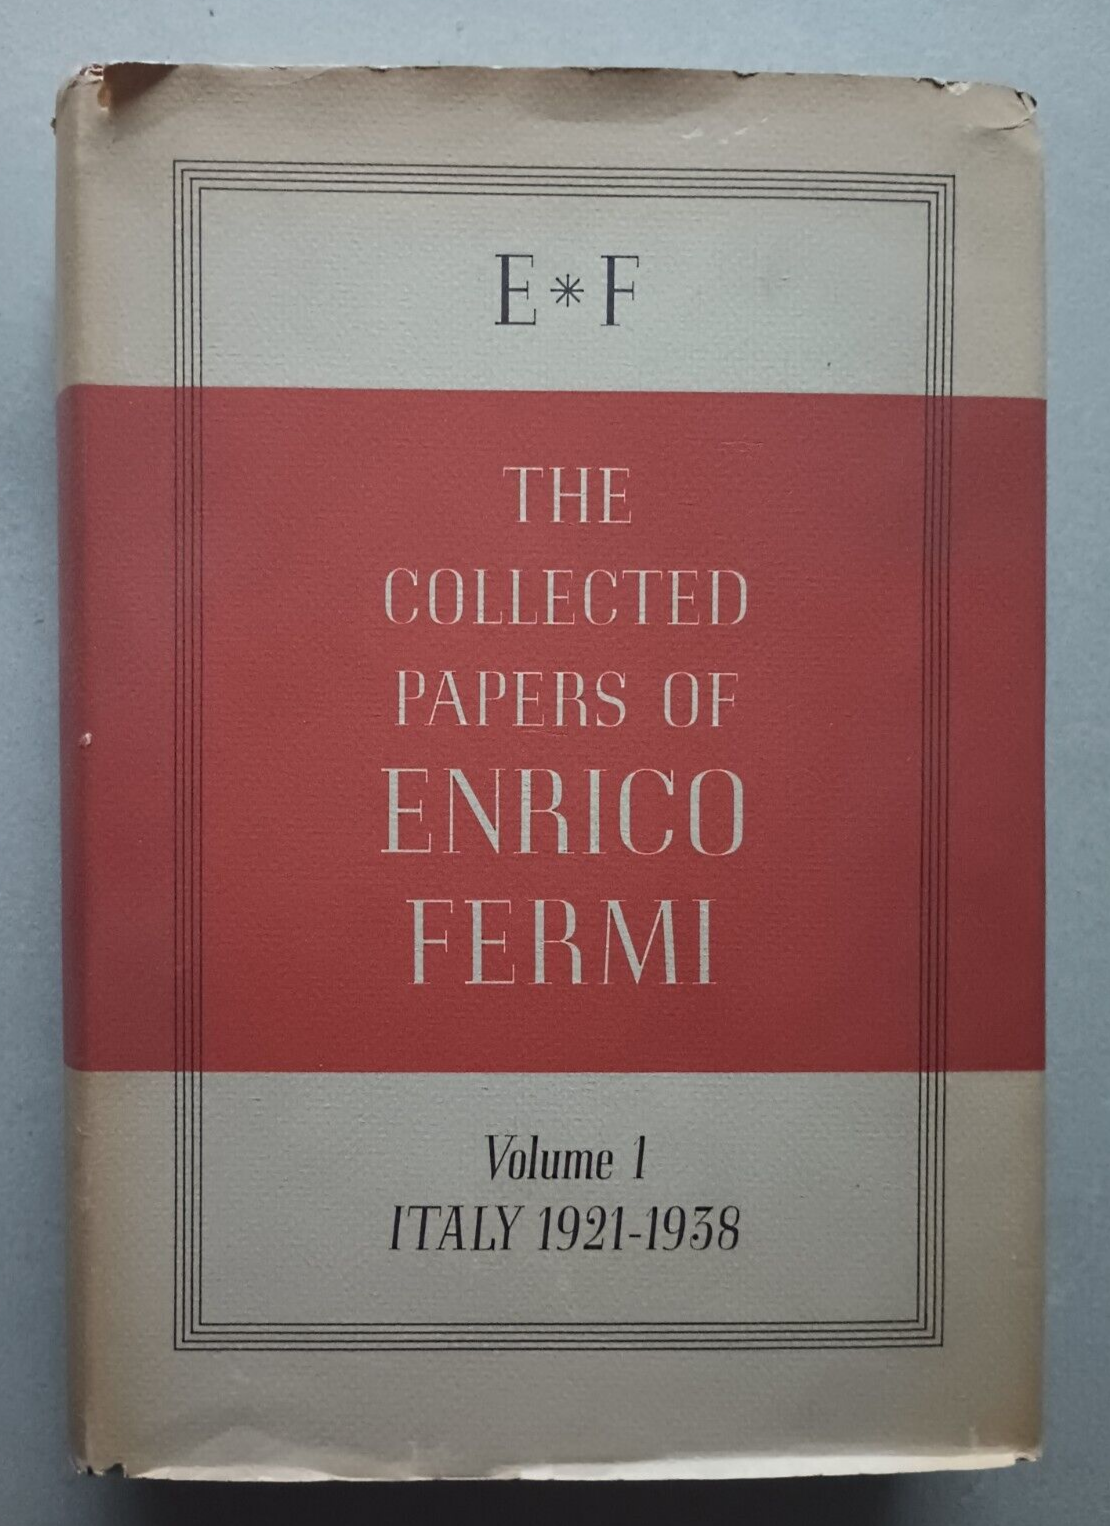 E*F
THE
COLLECTED
PAPERS OF
ENRICO
FERMI
Volume 1
ITALY 1921-1938